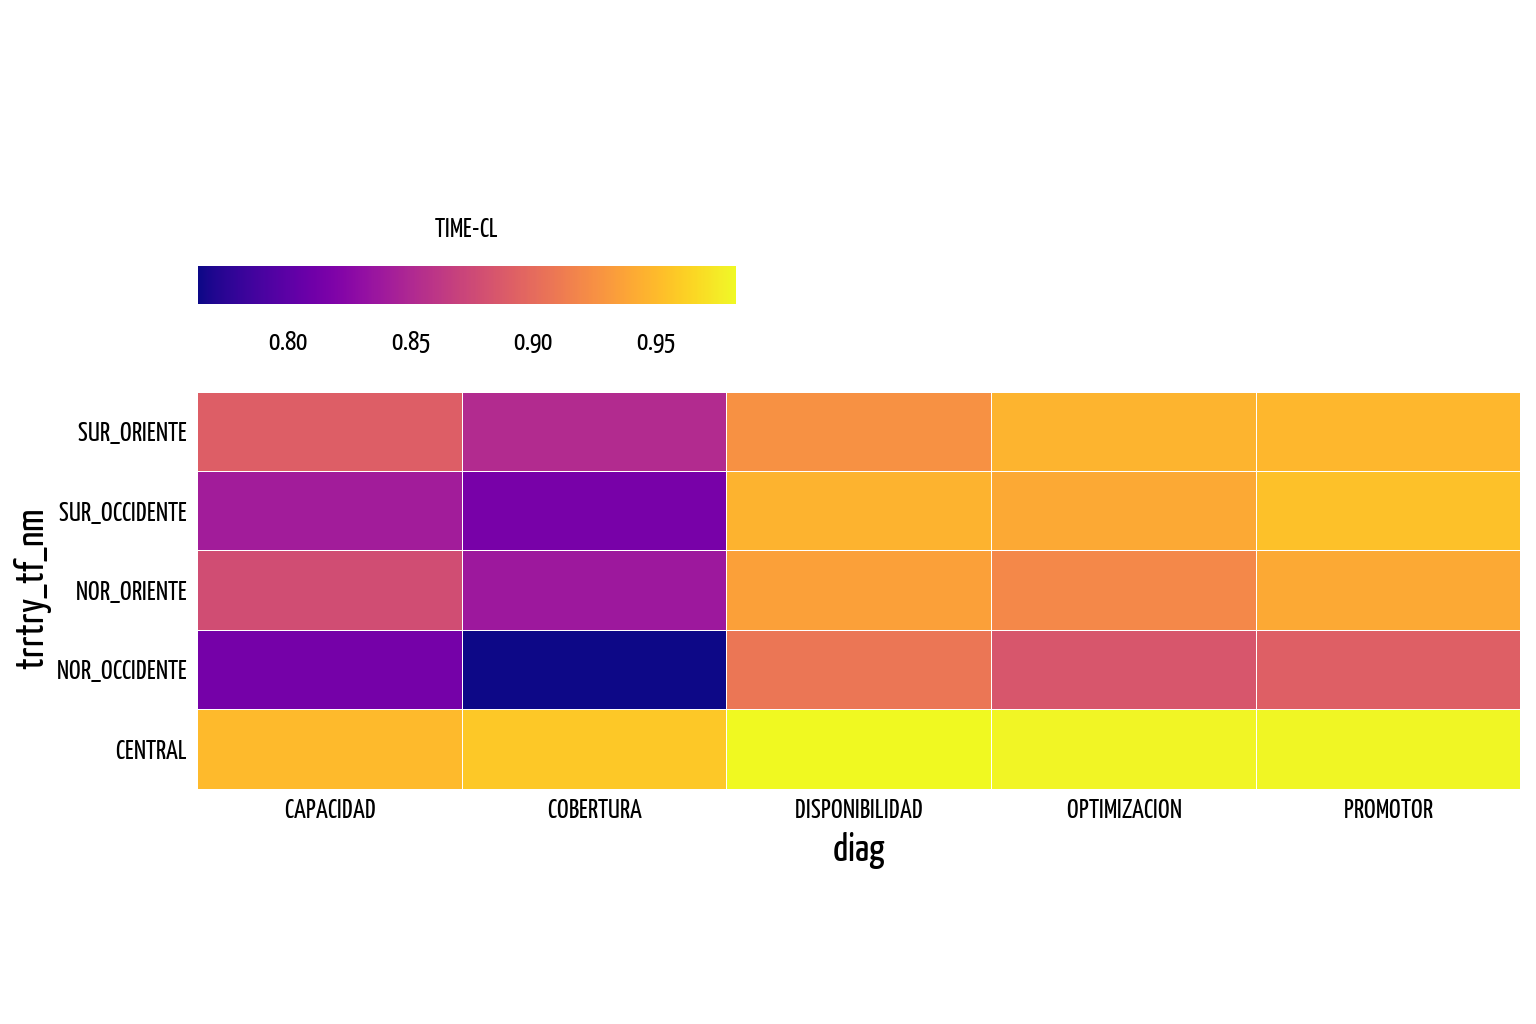 TIME-CL
0.80 0.85 0.90 0.95
trrtry_tf_nm
SUR_ORIENTE
SUR_OCCIDENTE
NOR_ORIENTE
NOR_OCCIDENTE
CENTRAL
CAPACIDAD COBERTURA DISPONIBILIDAD OPTIMIZACION PROMOTOR
diag